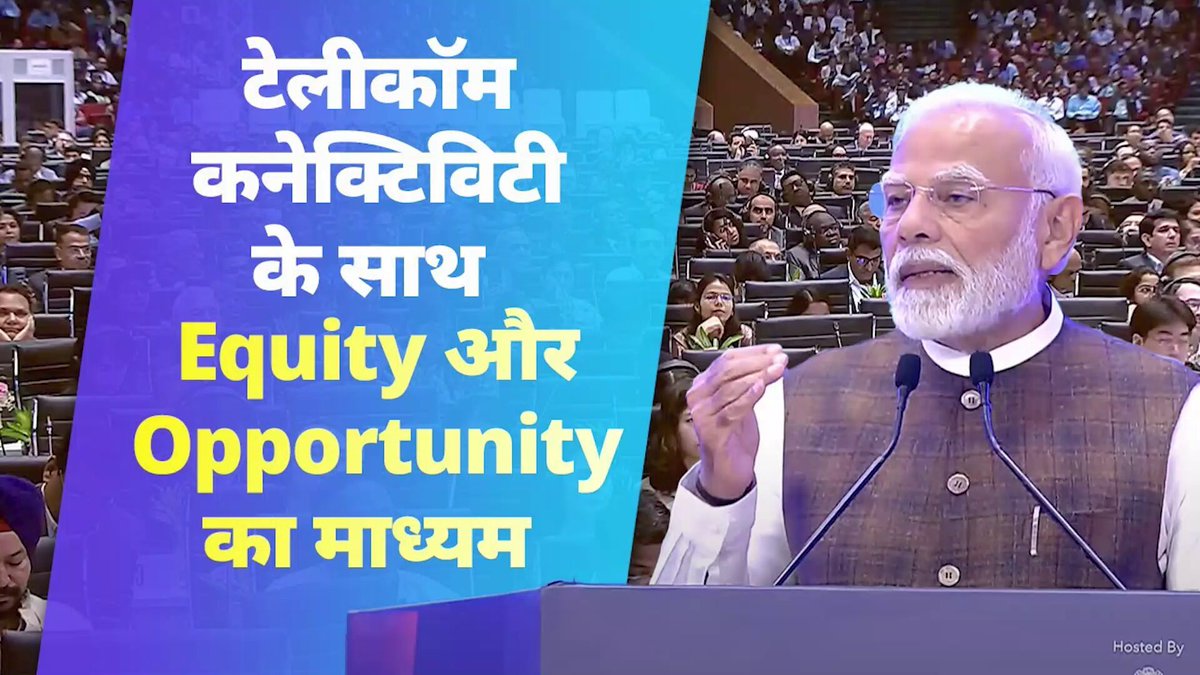 टेलीकॉम
कनेक्टिविटी
के साथ
Equity और
Opportunity
का माध्यम
Hosted By